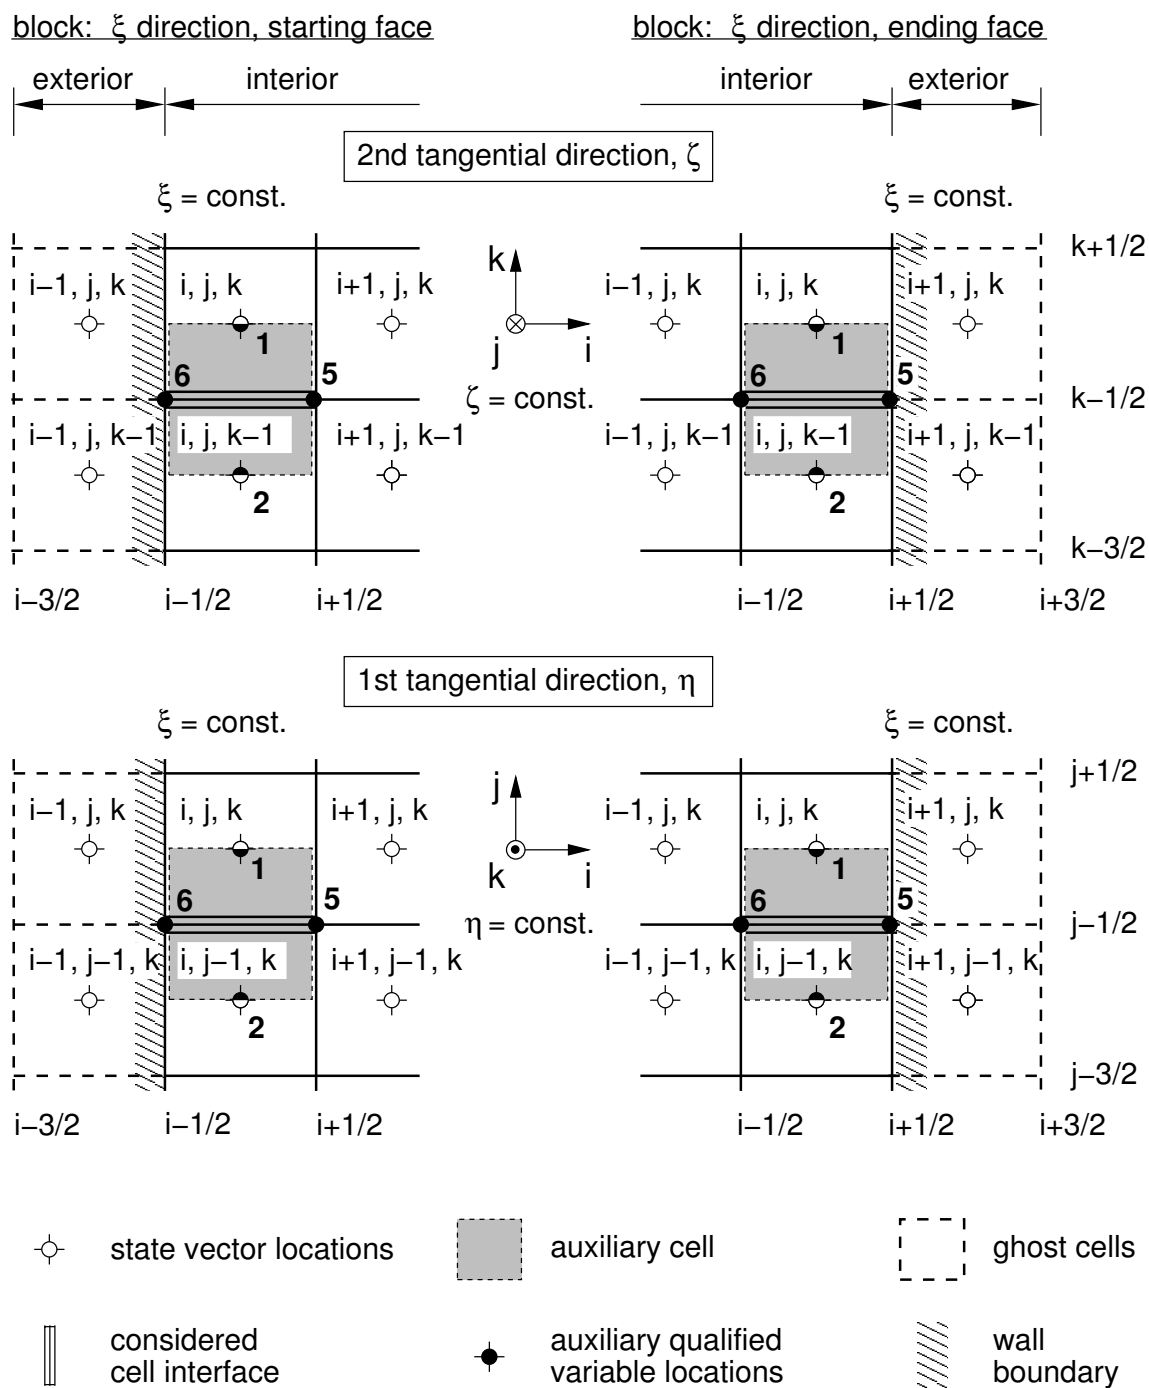 block: ξ direction, starting face
block: ξ direction, ending face
exterior interior
interior exterior
2nd tangential direction, ζ
ξ = const.
ξ = const.
k+1/2
i−1, j, k i, j, k i+1, j, k
k
j i
i−1, j, k i, j, k i+1, j, k
1
1
6 5
6 5
ζ = const.
k−1/2
i−1, j, k−1 i, j, k−1 i+1, j, k−1
i−1, j, k−1 i, j, k−1 i+1, j, k−1
2
2
k−3/2
i−3/2 i−1/2 i+1/2
i−1/2 i+1/2 i+3/2
1st tangential direction, η
ξ = const.
ξ = const.
j+1/2
i−1, j, k i, j, k i+1, j, k
j
k i
i−1, j, k i, j, k i+1, j, k
1
1
6 5
6 5
η = const.
j−1/2
i−1, j−1, k i, j−1, k i+1, j−1, k
i−1, j−1, k i, j−1, k i+1, j−1, k
2
2
j−3/2
i−3/2 i−1/2 i+1/2
i−1/2 i+1/2 i+3/2
state vector locations
auxiliary cell
ghost cells
considered
cell interface
auxiliary qualified
variable locations
wall
boundary